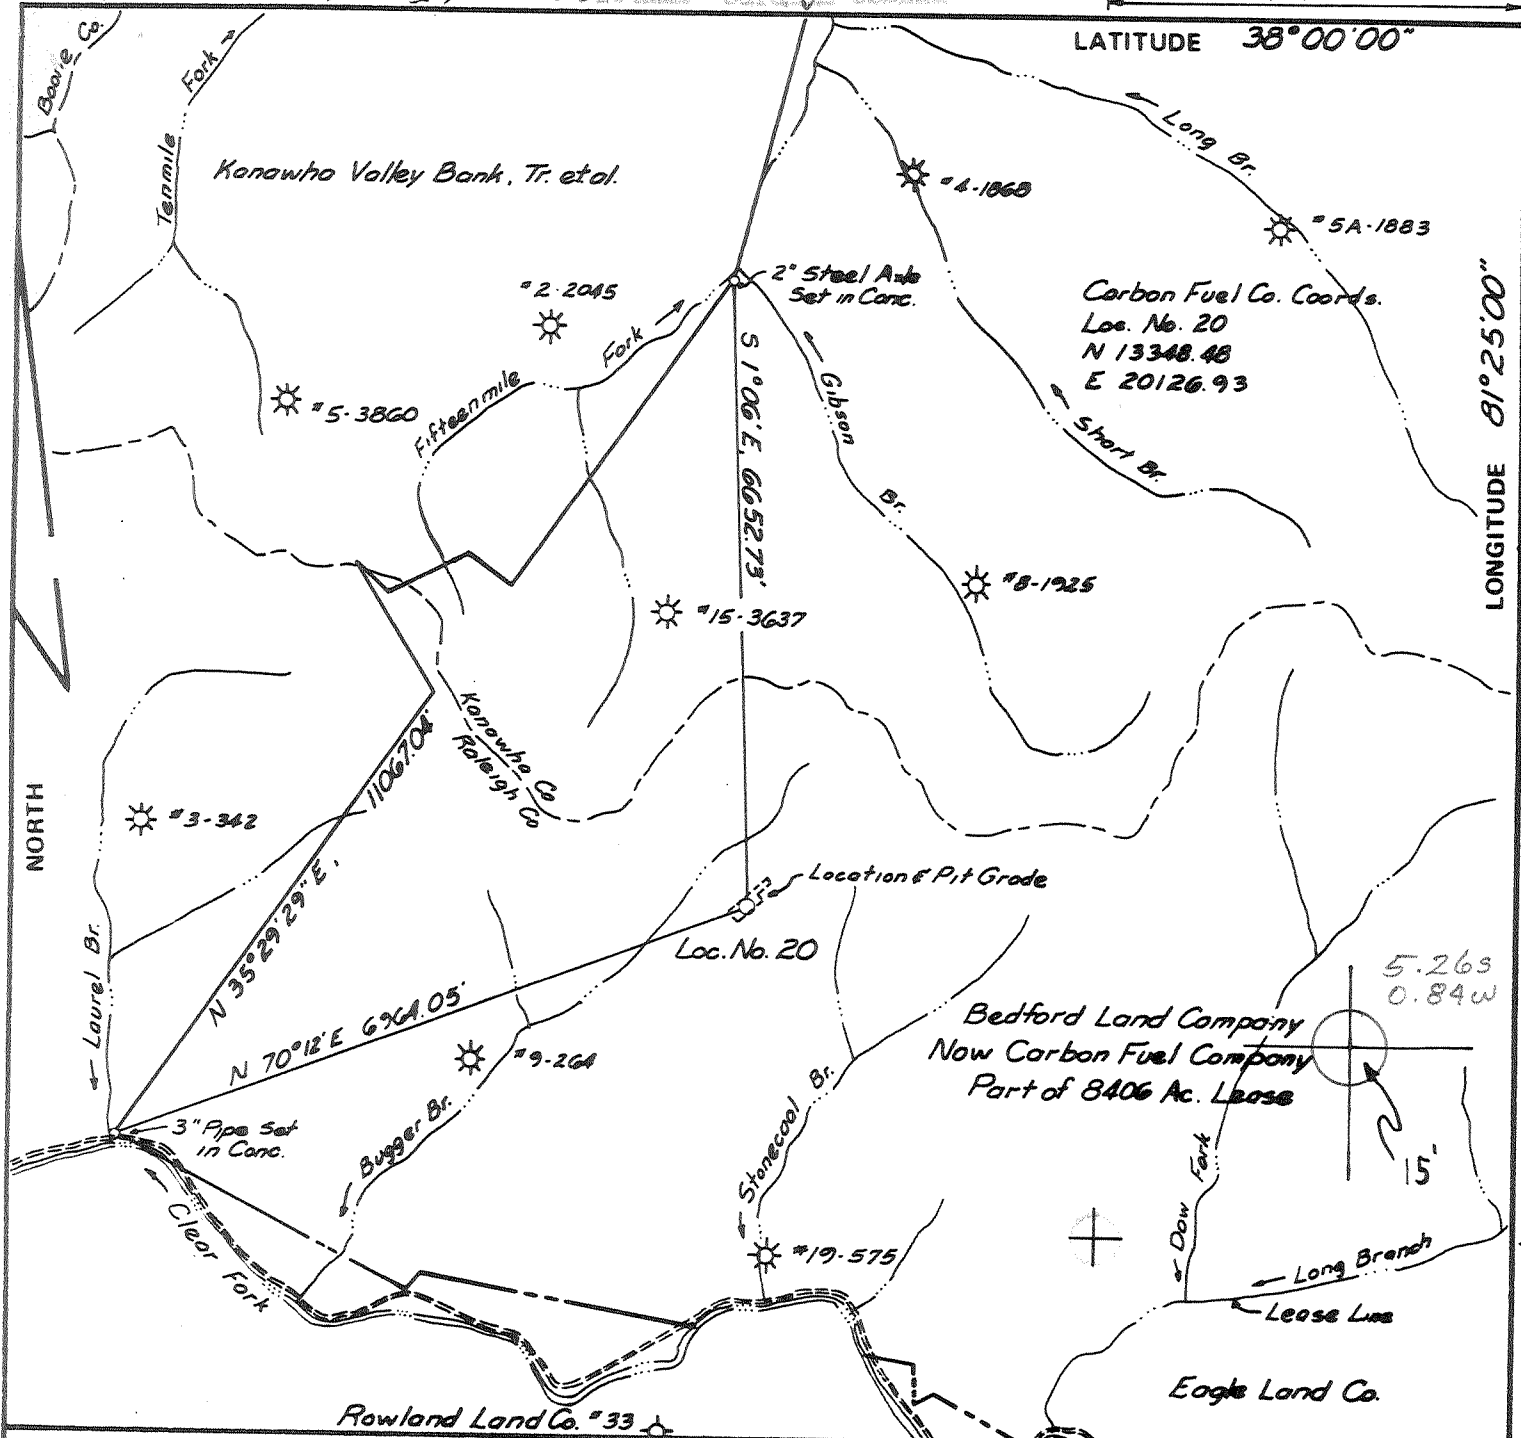 LATITUDE 38°00'00"
Boone Co.
Tenmile Fork
Kanawha Valley Bank, Tr. et al.
Long Br.
#4-1868
#5A-1883
2" Steel Axle
Set in Conc.
#2-2045
Carbon Fuel Co. Coords.
Loc. No. 20
N 13348.48
E 20126.93
LONGITUDE 81°25'00"
Fifteenmile Fork
#5-3860
S 1°06' E, 6652.73'
Gibson Br.
Short Br.
#8-1925
#15-3637
Kanawha Co
Raleigh Co
NORTH
#3-342
N 35°29'29" E, 11067.04'
Location & Pit Grade
Loc. No. 20
Laurel Br.
N 70°12' E
5.26s
0.84w
Bedford Land Company
Now Carbon Fuel Company
Part of 8406 Ac. Lease
#9-264
3" Pipe Set
in Conc.
Bugger Br.
Stonecoal Br.
Dow Fork
15'
Clear Fork
#19-575
Long Branch
Lease Line
Eagle Land Co.
Rowland Land Co. #33